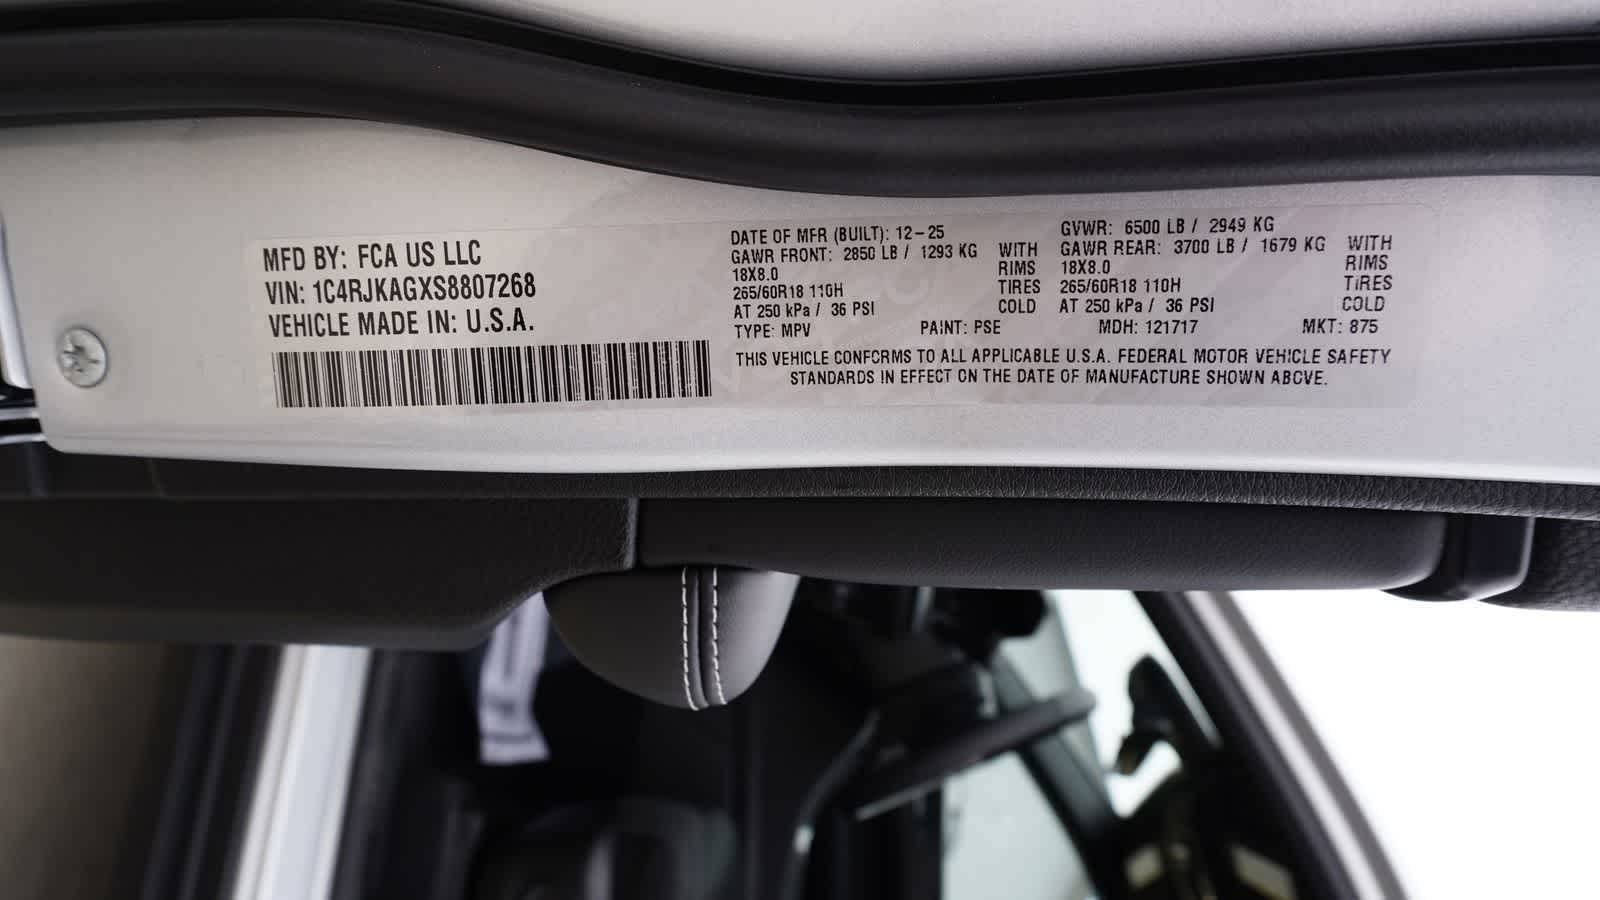 MFD BY: FCA US LLC
VIN: 1C4RJKAGXS8807268
VEHICLE MADE IN: U.S.A.
DATE OF MFR (BUILT): 12-25
GAWR FRONT: 2850 LB / 1293 KG WITH
18X8.0 RIMS
265/60R18 110H TIRES
AT 250 kPa / 36 PSI COLD
GVWR: 6500 LB / 2949 KG
GAWR REAR: 3700 LB / 1679 KG WITH
18X8.0 RIMS
265/60R18 110H TIRES
AT 250 kPa / 36 PSI COLD
TYPE: MPV PAINT: PSE MDH: 121717 MKT: 875
THIS VEHICLE CONFORMS TO ALL APPLICABLE U.S.A. FEDERAL MOTOR VEHICLE SAFETY
STANDARDS IN EFFECT ON THE DATE OF MANUFACTURE SHOWN ABOVE.